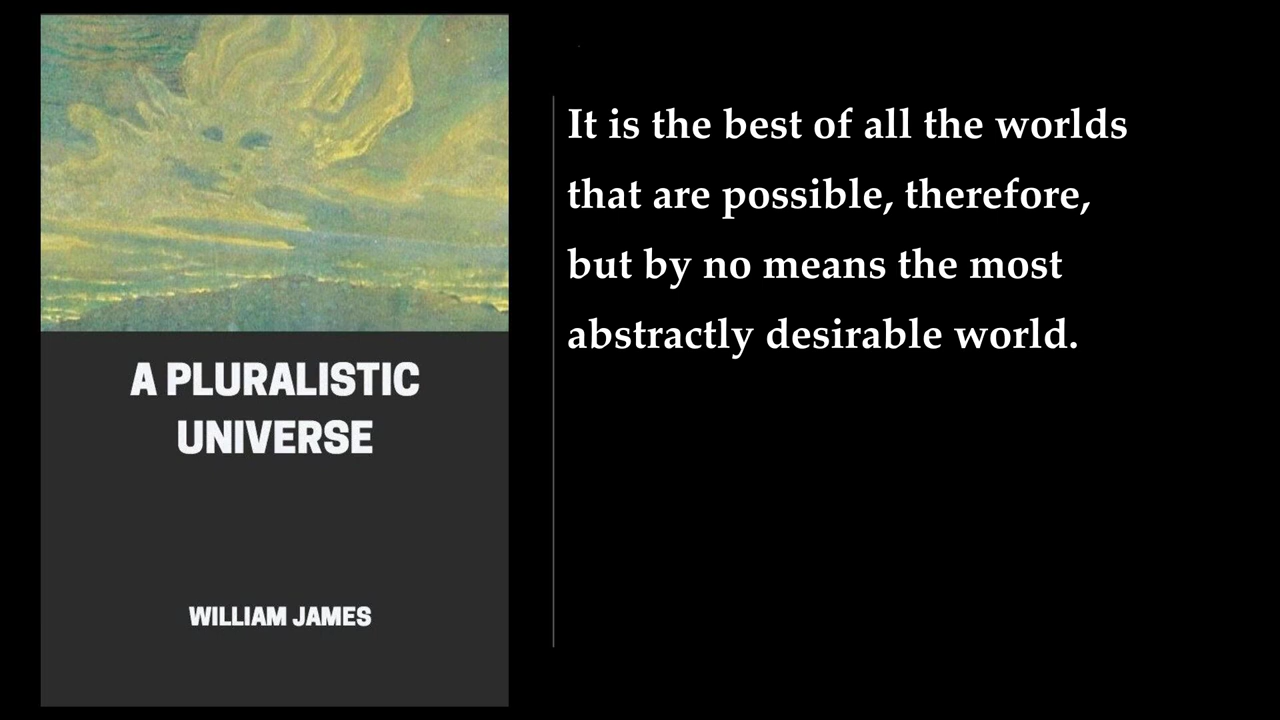 A PLURALISTIC
UNIVERSE
WILLIAM JAMES
It is the best of all the worlds
that are possible, therefore,
but by no means the most
abstractly desirable world.